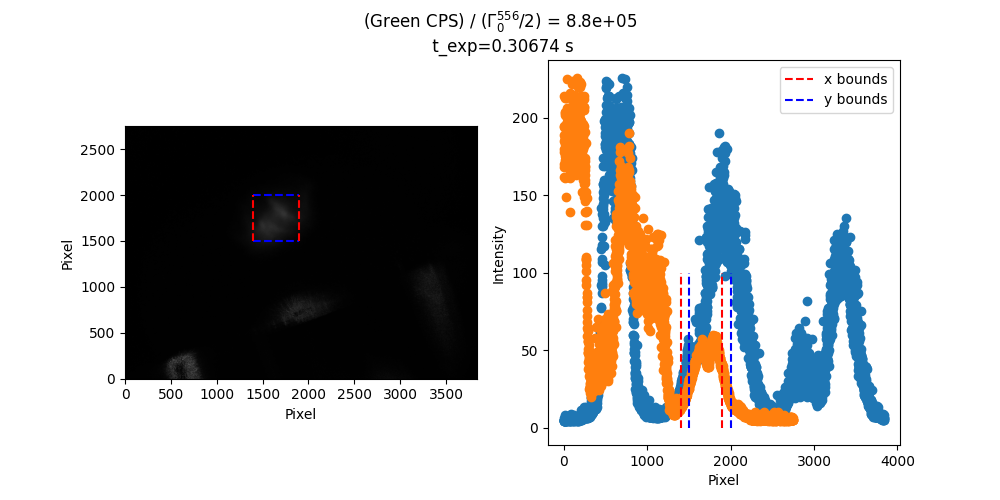 (Green CPS) / (Γ₀⁵⁵⁶/2) = 8.8e+05
t_exp=0.30674 s
Pixel
2500
2000
1500
1000
500
0
0 500 1000 1500 2000 2500 3000 3500
Pixel
Intensity
200
150
100
50
0
x bounds
y bounds
0 1000 2000 3000 4000
Pixel